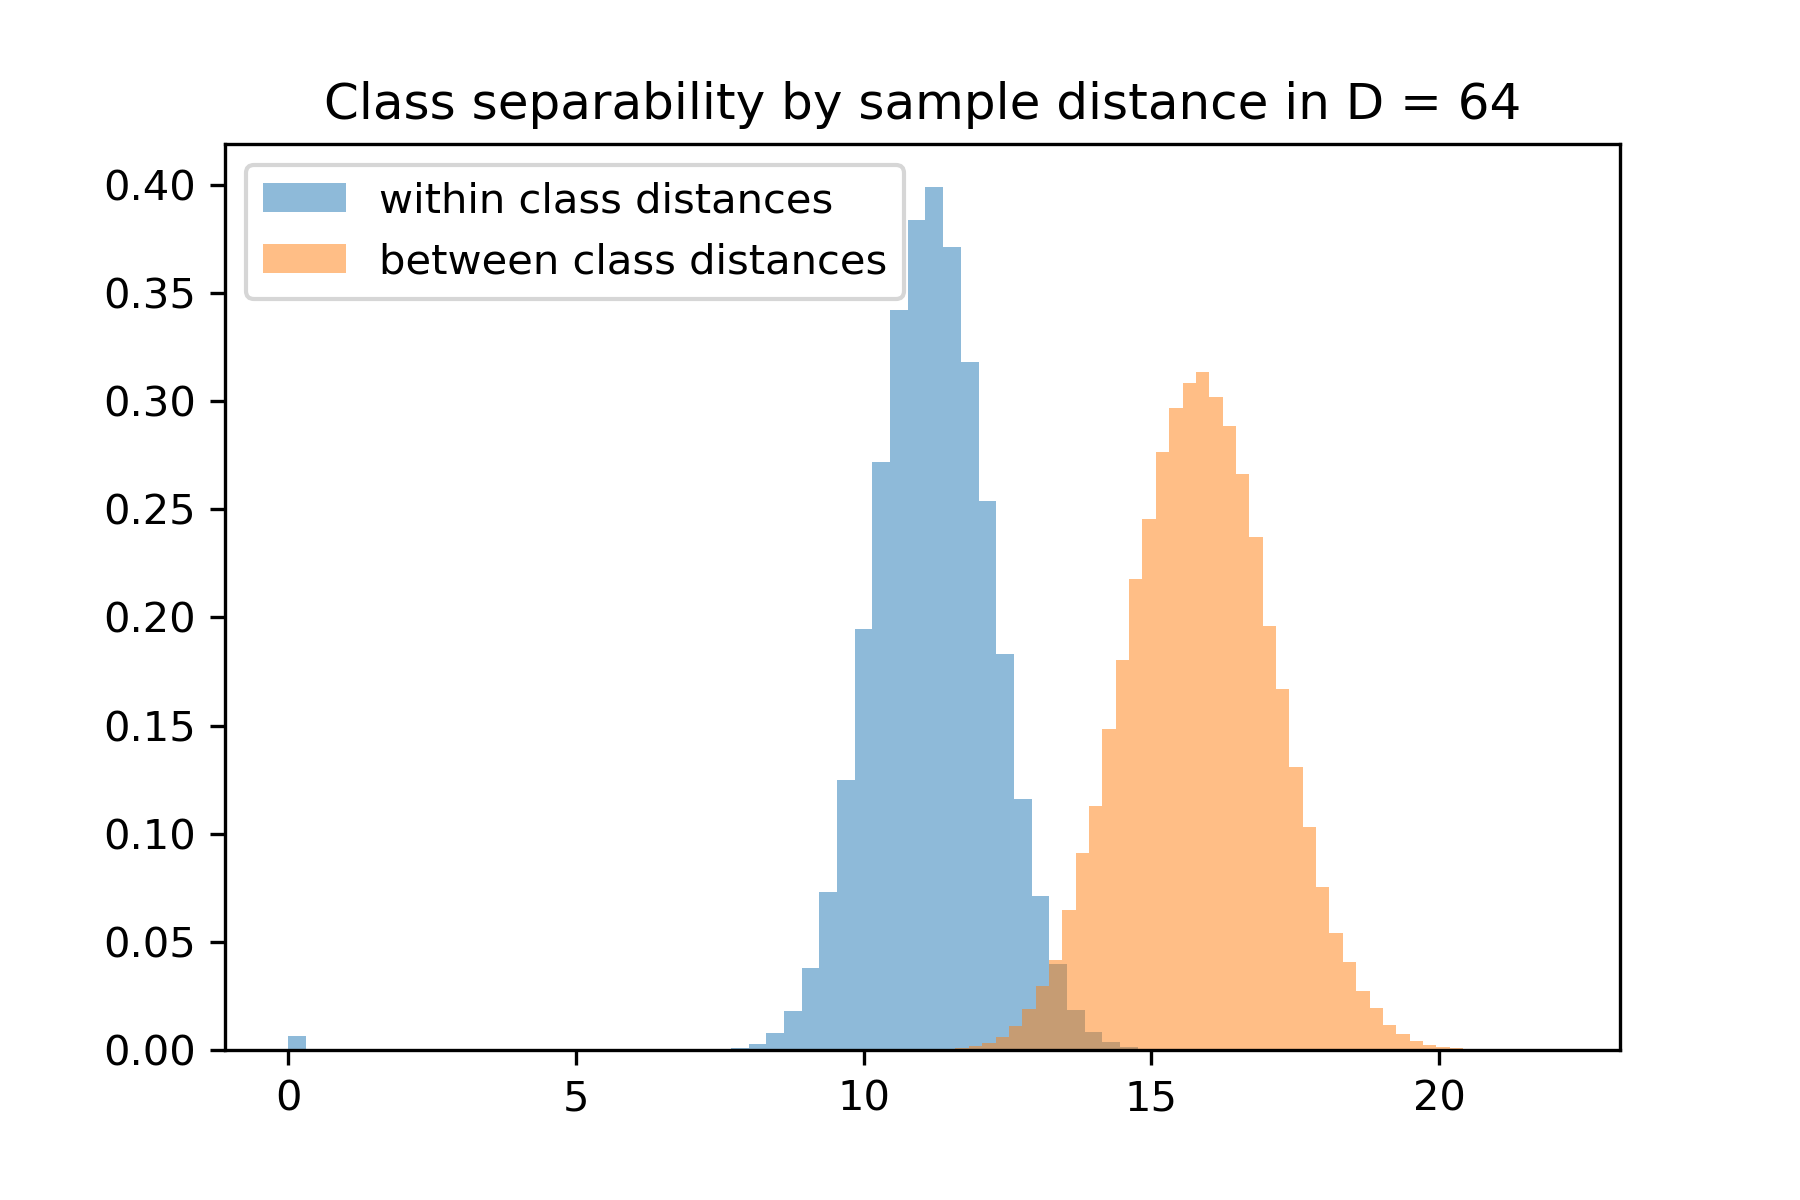 Class separability by sample distance in D = 64
within class distances
between class distances
0.40
0.35
0.30
0.25
0.20
0.15
0.10
0.05
0.00
0 5 10 15 20